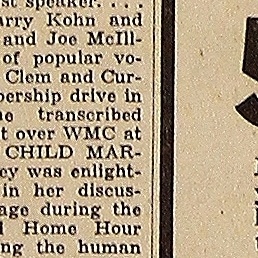 st speaker. . . .
arry Kohn and
and Joe McIll-
of popular vo-
Clem and Cur-
bership drive in
e transcribed
t over WMC at
CHILD MAR-
cy was enlight-
in her discus-
age during the
l Home Hour
ng the human